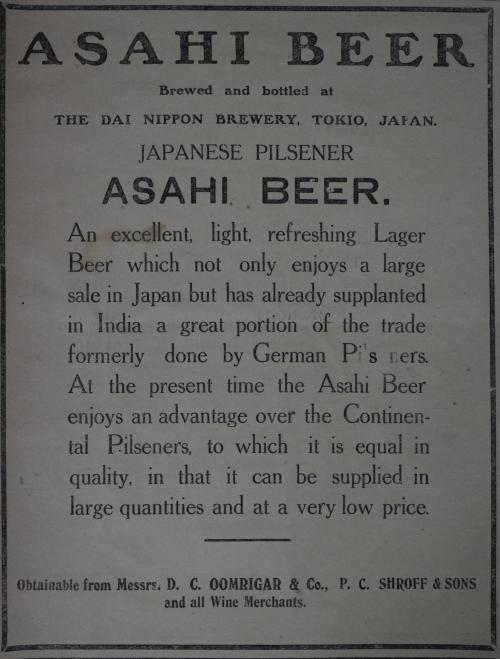 ASAHI BEER
Brewed and bottled at
THE DAI NIPPON BREWERY, TOKIO, JAPAN.
JAPANESE PILSENER
ASAHI BEER.
An excellent, light, refreshing Lager
Beer which not only enjoys a large
sale in Japan but has already supplanted
in India a great portion of the trade
formerly done by German Pilsners.
At the present time the Asahi Beer
enjoys an advantage over the Continen-
tal Pilseners, to which it is equal in
quality, in that it can be supplied in
large quantities and at a very low price.
Obtainable from Messrs. D. C. OOMRIGAR & Co., P. C. SHROFF & SONS
and all Wine Merchants.